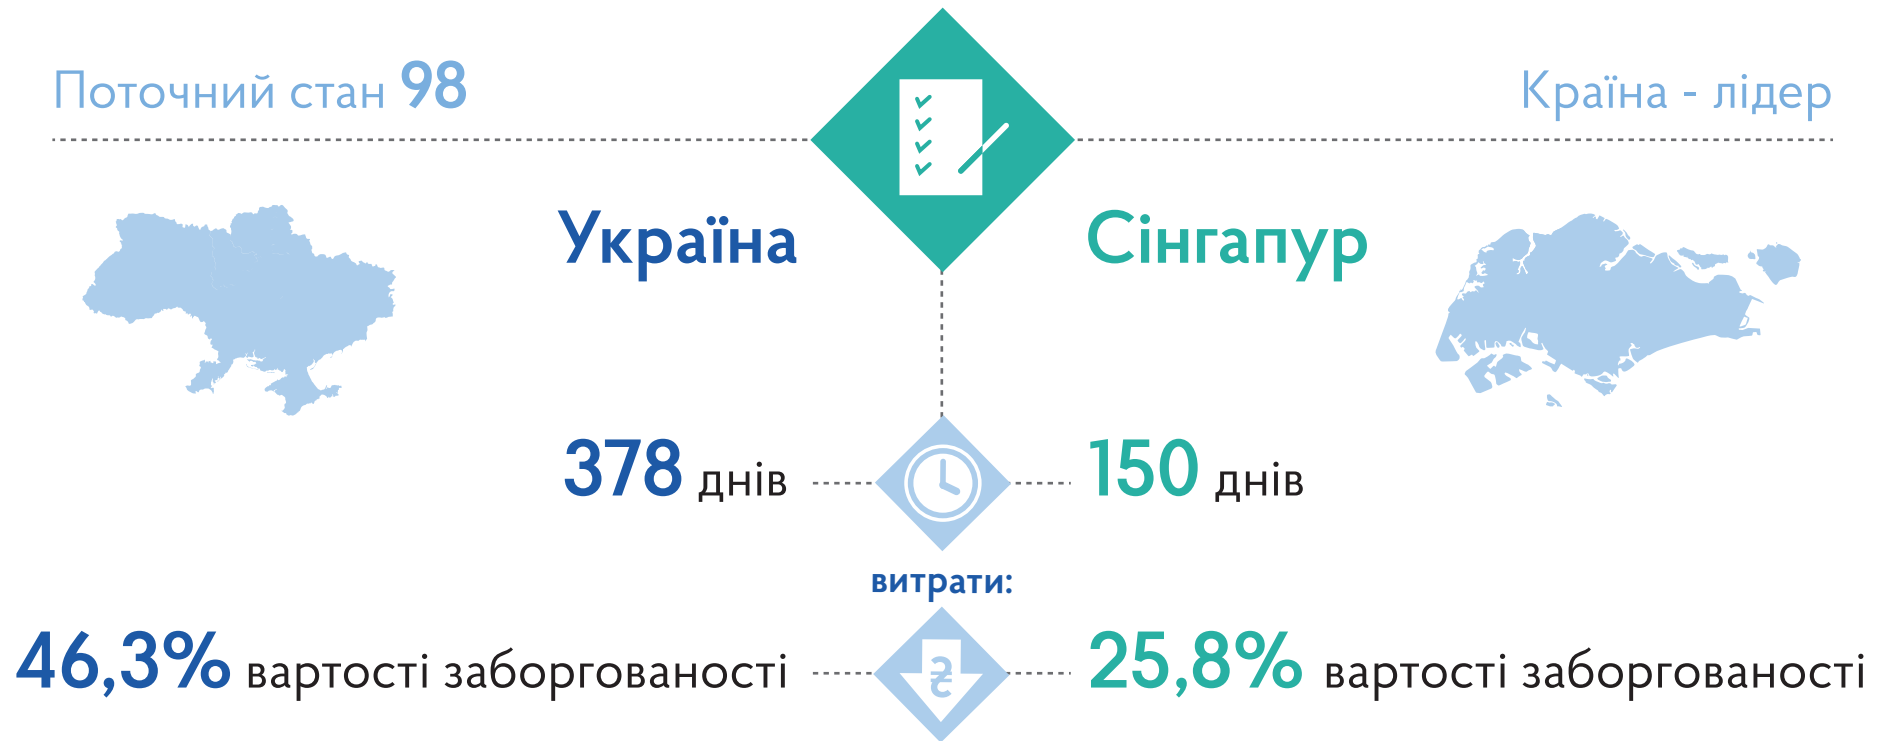 Поточний стан 98
Країна - лідер
Україна
Сінгапур
378 днів
150 днів
витрати:
46,3% вартості заборгованості
25,8% вартості заборгованості